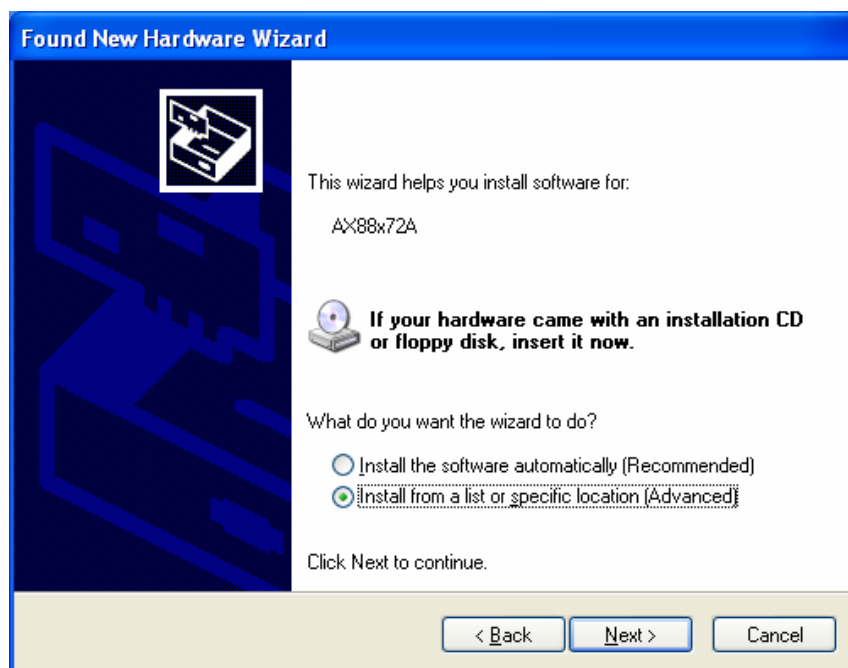 Found New Hardware Wizard
This wizard helps you install software for:
AX88x72A
If your hardware came with an installation CD
or floppy disk, insert it now.
What do you want the wizard to do?
Install the software automatically (Recommended)
Install from a list or specific location (Advanced)
Click Next to continue.
< Back Next > Cancel